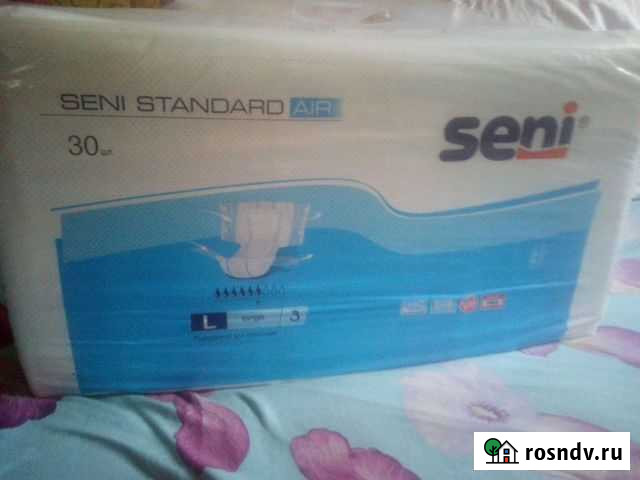 SENI STANDARD AIR
seni®
30 шт.
L large 3
rosndv.ru